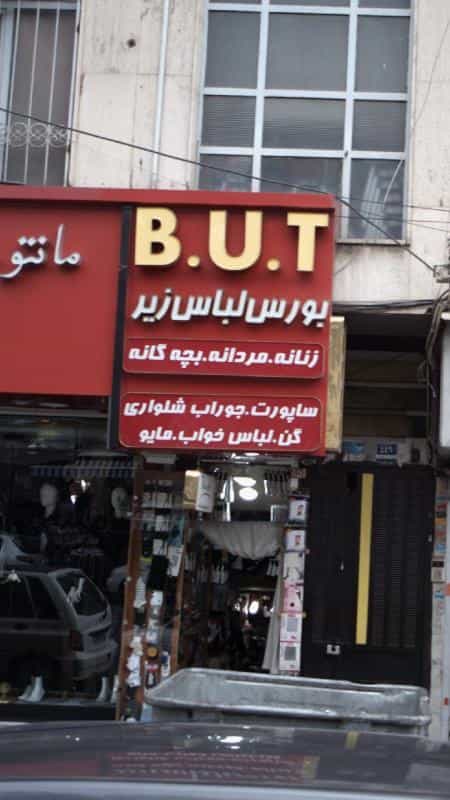 مانتو
B.U.T
بورس لباس زیر
زنانه.مردانه.بچه گانه
ساپورت.جوراب شلواری
گن.لباس خواب.مایو